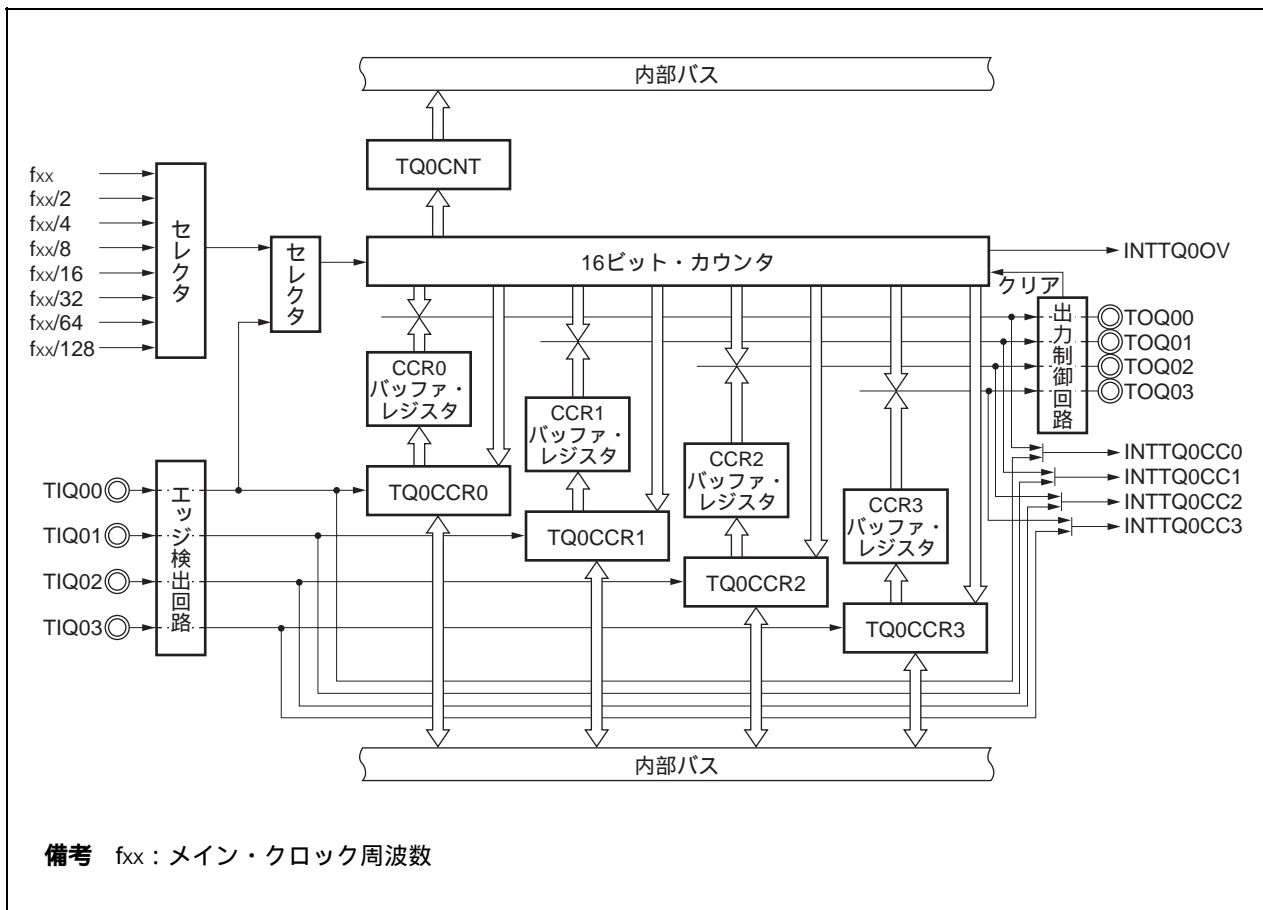 内部バス
TQ0CNT
fxx
fxx/2
fxx/4
fxx/8
fxx/16
fxx/32
fxx/64
fxx/128
セレクタ
セレクタ
16ビット・カウンタ
INTTQ0OV
クリア
出力制御回路
TOQ00
TOQ01
TOQ02
TOQ03
CCR0
バッファ・
レジスタ
CCR1
バッファ・
レジスタ
CCR2
バッファ・
レジスタ
CCR3
バッファ・
レジスタ
INTTQ0CC0
INTTQ0CC1
INTTQ0CC2
INTTQ0CC3
TIQ00
TIQ01
TIQ02
TIQ03
エッジ検出回路
TQ0CCR0
TQ0CCR1
TQ0CCR2
TQ0CCR3
内部バス
備考 fxx:メイン・クロック周波数